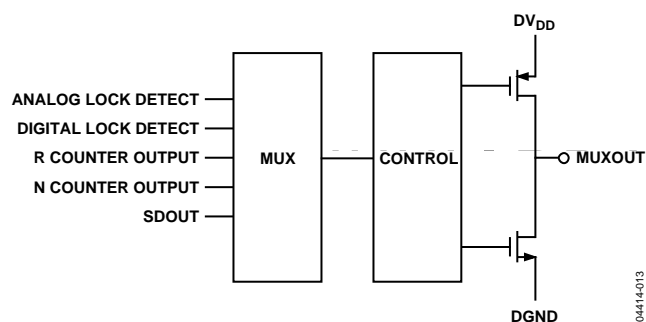 DVDD
ANALOG LOCK DETECT
DIGITAL LOCK DETECT
R COUNTER OUTPUT
N COUNTER OUTPUT
SDOUT
MUX
CONTROL
MUXOUT
DGND
04414-013